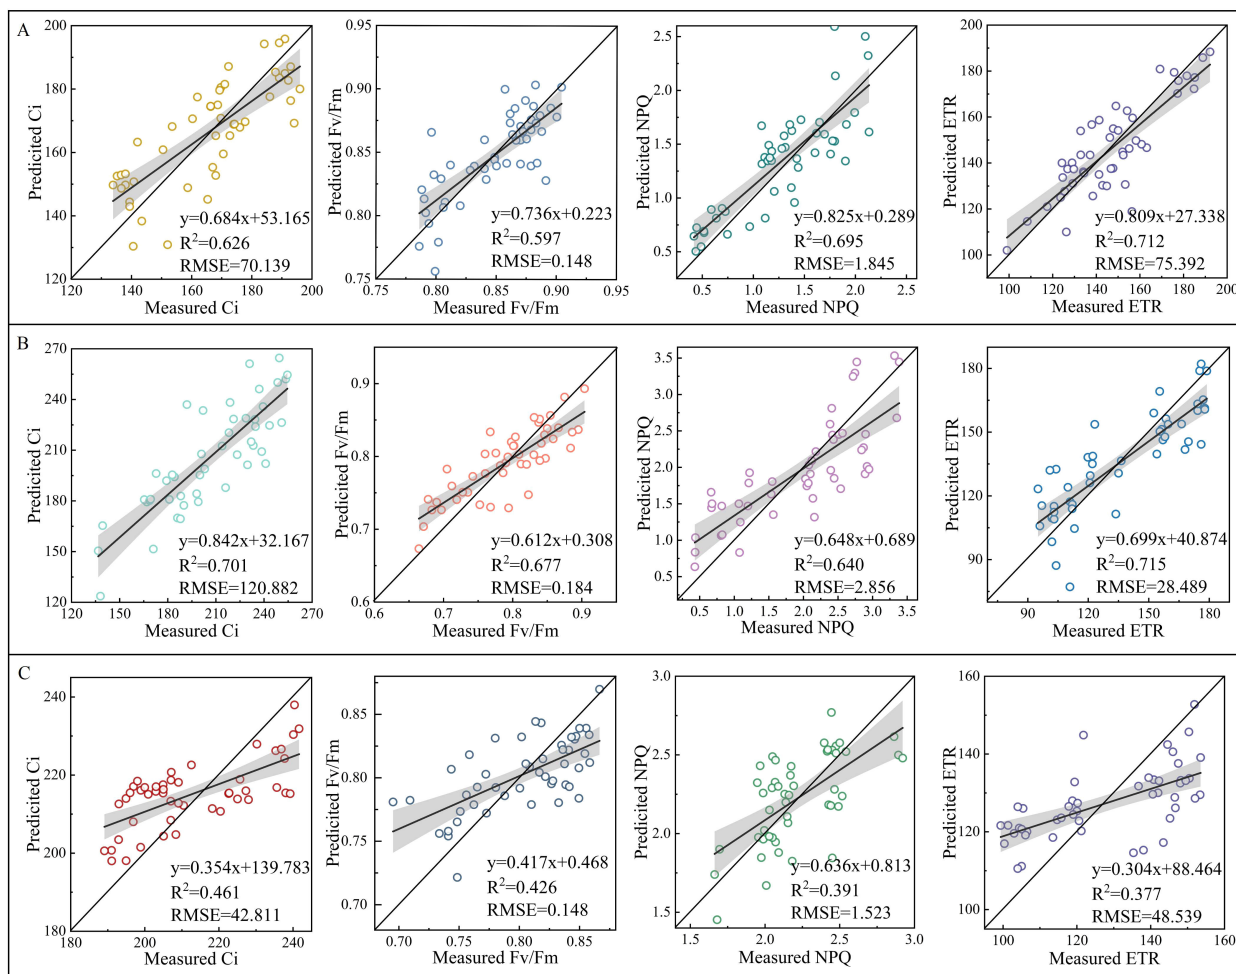 A
200
180
160
140
120
Predicited Ci
y=0.684x+53.165
R²=0.626
RMSE=70.139
120 140 160 180 200
Measured Ci
0.95
0.90
0.85
0.80
0.75
Predicited Fv/Fm
y=0.736x+0.223
R²=0.597
RMSE=0.148
0.75 0.80 0.85 0.90 0.95
Measured Fv/Fm
2.5
2.0
1.5
1.0
0.5
Predicited NPQ
y=0.825x+0.289
R²=0.695
RMSE=1.845
0.5 1.0 1.5 2.0 2.5
Measured NPQ
200
180
160
140
120
100
Predicited ETR
y=0.809x+27.338
R²=0.712
RMSE=75.392
100 120 140 160 180 200
Measured ETR
B
270
240
210
180
150
120
Predicited Ci
y=0.842x+32.167
R²=0.701
RMSE=120.882
120 150 180 210 240 270
Measured Ci
0.9
0.8
0.7
0.6
Predicited Fv/Fm
y=0.612x+0.308
R²=0.677
RMSE=0.184
0.6 0.7 0.8 0.9
Measured Fv/Fm
3.5
3.0
2.5
2.0
1.5
1.0
0.5
Predicited NPQ
y=0.648x+0.689
R²=0.640
RMSE=2.856
0.5 1.0 1.5 2.0 2.5 3.0 3.5
Measured NPQ
180
150
120
90
Predicited ETR
y=0.699x+40.874
R²=0.715
RMSE=28.489
90 120 150 180
Measured ETR
C
240
220
200
180
Predicited Ci
y=0.354x+139.783
R²=0.461
RMSE=42.811
180 200 220 240
Measured Ci
0.85
0.80
0.75
0.70
Predicited Fv/Fm
y=0.417x+0.468
R²=0.426
RMSE=0.148
0.70 0.75 0.80 0.85
Measured Fv/Fm
3.0
2.5
2.0
1.5
Predicited NPQ
y=0.636x+0.813
R²=0.391
RMSE=1.523
1.5 2.0 2.5 3.0
Measured NPQ
160
140
120
100
Predicited ETR
y=0.304x+88.464
R²=0.377
RMSE=48.539
100 120 140 160
Measured ETR